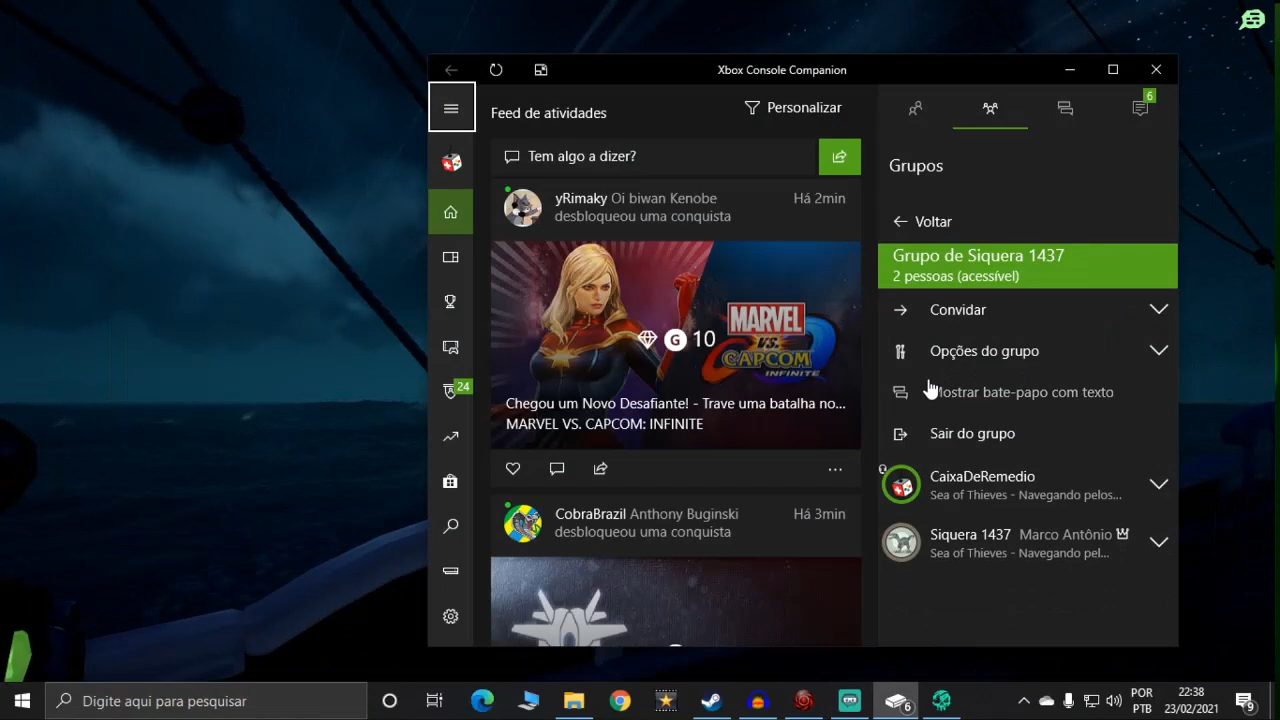 Xbox Console Companion
Feed de atividades
Personalizar
6
Tem algo a dizer?
yRimaky Oi biwan Kenobe
desbloqueou uma conquista
Há 2min
MARVEL
VS.
CAPCOM
INFINITE
G 10
Chegou um Novo Desafiante! - Trave uma batalha no...
MARVEL VS. CAPCOM: INFINITE
24
CobraBrazil Anthony Buginski
desbloqueou uma conquista
Há 3min
Grupos
Voltar
Grupo de Siquera 1437
2 pessoas (acessível)
Convidar
Opções do grupo
Mostrar bate-papo com texto
Sair do grupo
CaixaDeRemedio
Sea of Thieves - Navegando pelos...
Siquera 1437 Marco Antônio
Sea of Thieves - Navegando pel...
Digite aqui para pesquisar
6
POR
PTB
22:38
23/02/2021
9